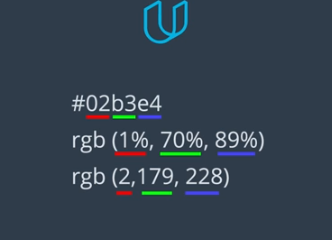 #02b3e4
rgb (1%, 70%, 89%)
rgb (2,179, 228)